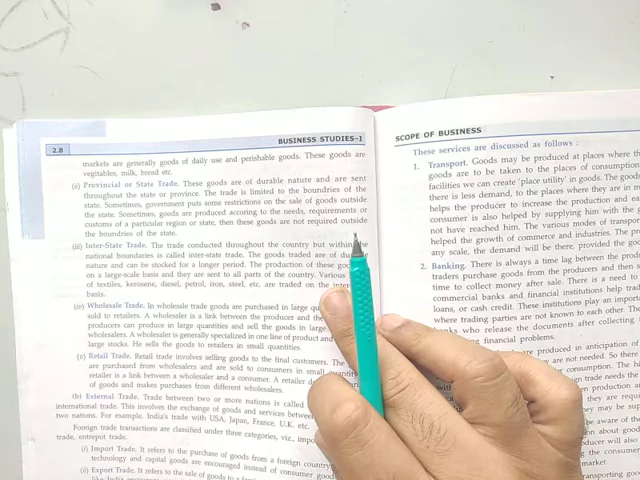 2.8
BUSINESS STUDIES–I
markets are generally goods of daily use and perishable goods. These goods are
vegitables, milk, bread etc.
(ii) Provincial or State Trade. These goods are of durable nature and are sent
throughout the state or province. The trade is limited to the boundries of the
state. Sometimes, government puts some restrictions on the sale of goods outside
the state. Sometimes, goods are produced accoring to the needs, requirements or
customs of a particular region or state, then these goods are not required outside
the boundries of the state.
(iii) Inter-State Trade. The trade conducted throughout the country but within the
national boundaries is called inter-state trade. The goods traded are of
nature and can be stocked for a longer period. The production of these
on a large-scale basis and they are sent to all parts of the country. Various
of textiles, kerosene, diesel, petrol, iron, steel, etc. are traded on the
basis.
(iv) Wholesale Trade. In wholesale trade goods are purchased in large
sold to retailers. A wholesaler is a link between the producer and the
producers can produce in large quantities and sell the goods in large
wholesalers. A wholesaler is generally specialized in one line of product and
large stocks. He sells the goods to retailers in small quantities.
(v) Retail Trade. Retail trade involves selling goods to the final customers. The
are purchased from wholesalers and are sold to consumers in small quantity.
retailer is a link between a wholesaler and a consumer. A retailer
of goods and makes purchases from different wholesalers.
(b) External Trade. Trade between two or more nations is called
international trade. This involves the exchange of goods and services between
two nations. For example, India's trade with USA, Japan, France, U.K. etc.
Foreign trade transactions are classified under three categories, viz.,
trade, entrepot trade.
(i) Import Trade. It refers to the purchase of goods from a foreign country
technology and capital goods are encouraged instead of consumer
(ii) Export Trade. It refers to the sale of goods to a
SCOPE OF BUSINESS
These services are discussed as follows :
1. Transport. Goods may be produced at places where
goods are to be taken to the places of consumption
facilities we can create 'place utility' in goods. The goods
there is less demand, to the places where they are in
helps the producer to increase the production and
consumer is also helped by supplying him with the
not have reached him. The various modes of transport
helped the growth of commerce and industries. The
any scale, the demand will be there, provided the
2. Banking. There is always a time lag between the
traders purchase goods from the producers and then
time to collect money after sale. There is a need to
commercial banks and financial institutions help
loans, or cash credit. These institutions play an
where trading parties are not known to each other. The
who release the documents after collecting
financial problems.
are produced in anticipation of
are not needed. So there
consumption. The
trade needs the
production
they are
may be
be aware of the
about good
will also
the consumer